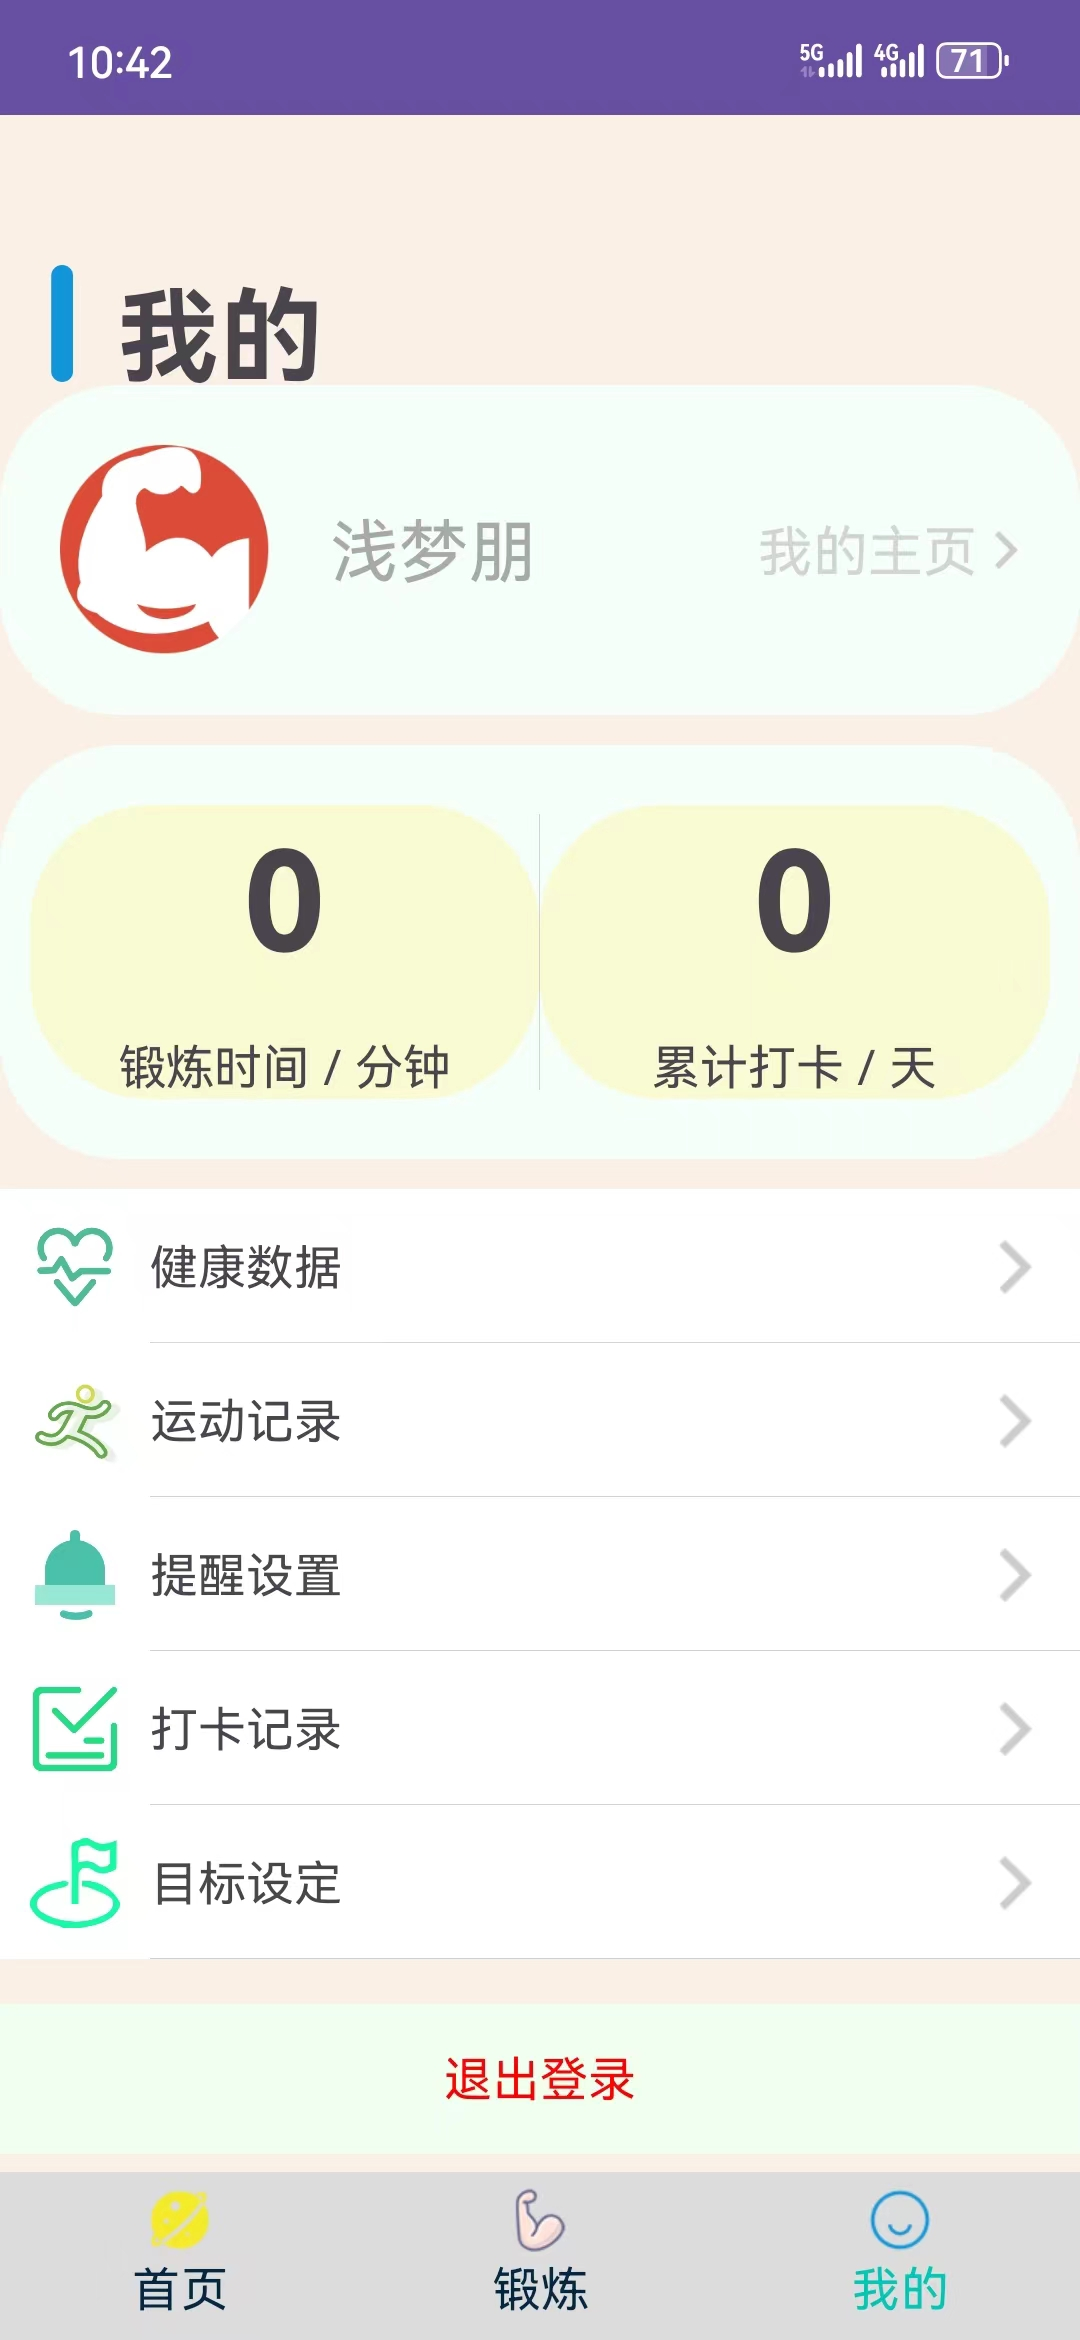 10:42
5G 4G 71
我的
浅梦朋 我的主页
0 0
锻炼时间 / 分钟 累计打卡 / 天
健康数据
运动记录
提醒设置
打卡记录
目标设定
退出登录
首页 锻炼 我的